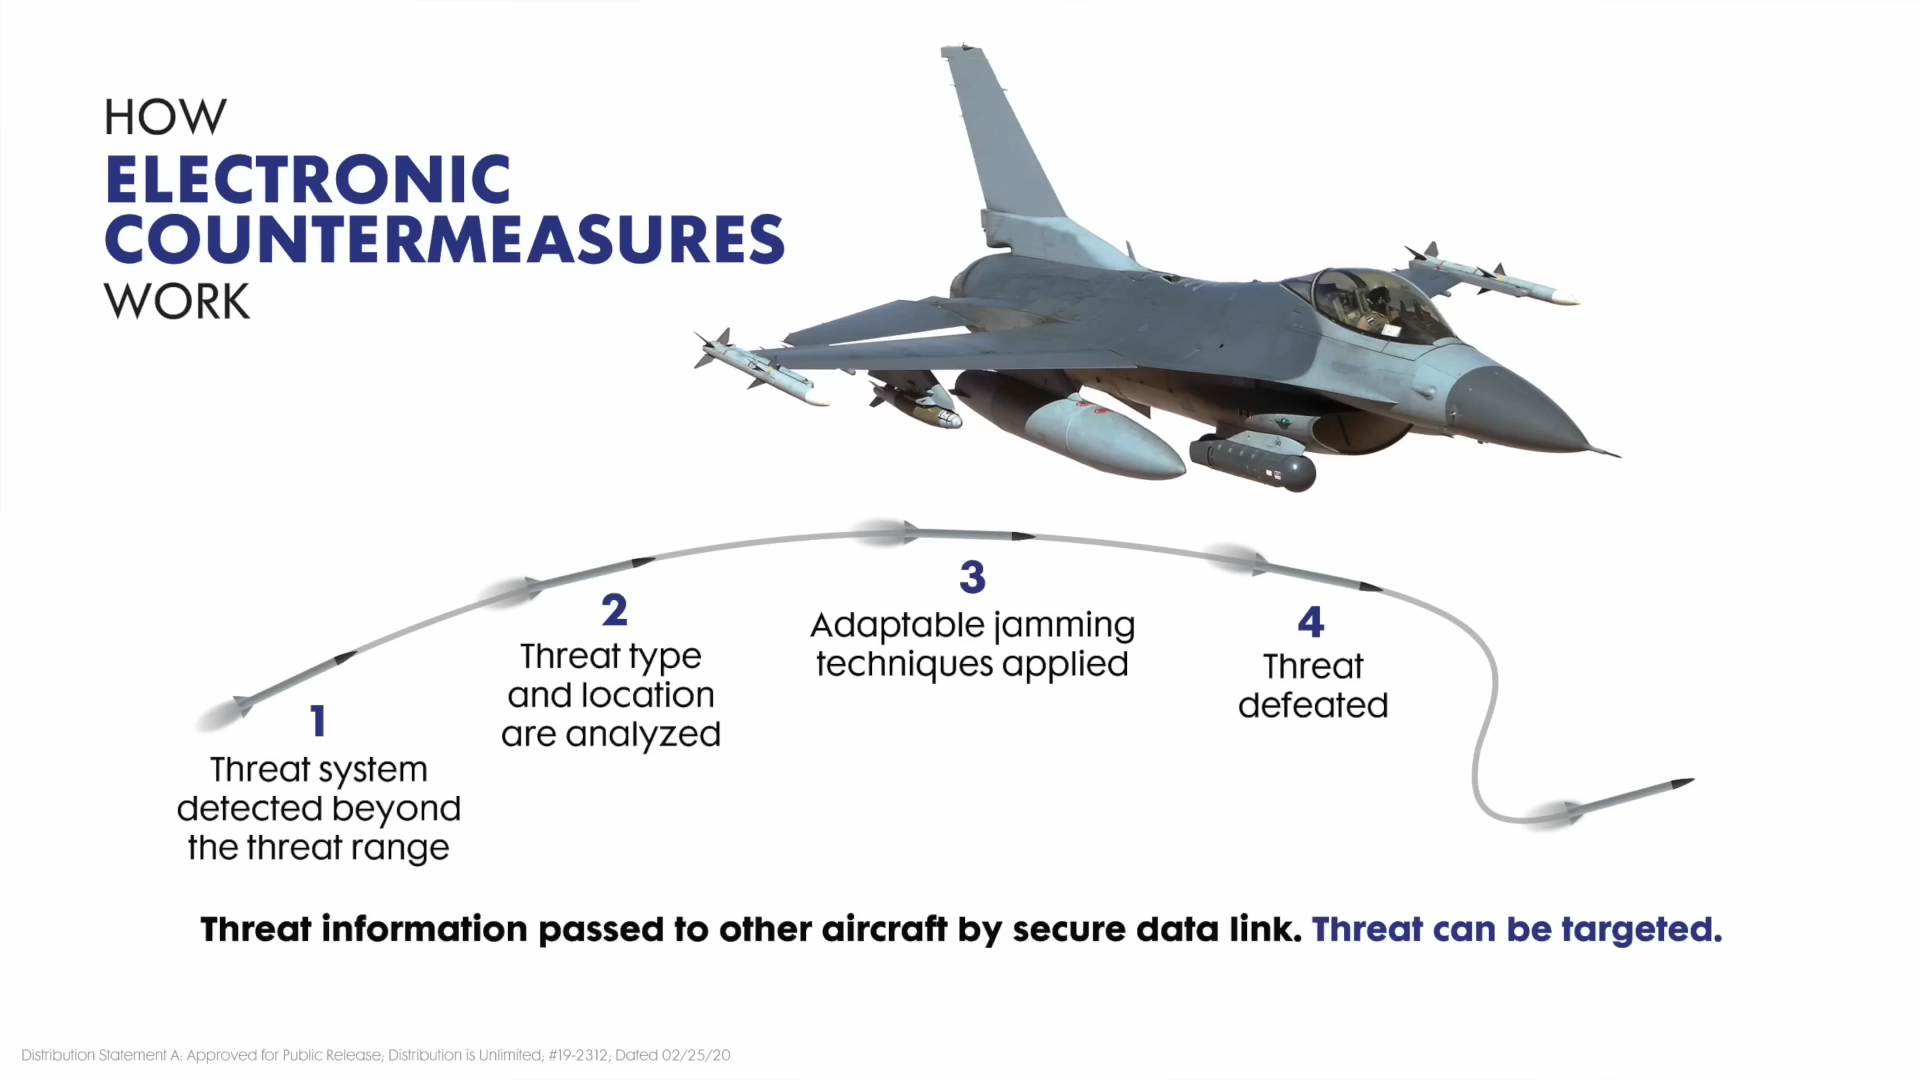 HOW
ELECTRONIC
COUNTERMEASURES
WORK
1
Threat system
detected beyond
the threat range
2
Threat type
and location
are analyzed
3
Adaptable jamming
techniques applied
4
Threat
defeated
Threat information passed to other aircraft by secure data link. Threat can be targeted.
Distribution Statement A: Approved for Public Release; Distribution is Unlimited; #19-2312; Dated 02/25/20